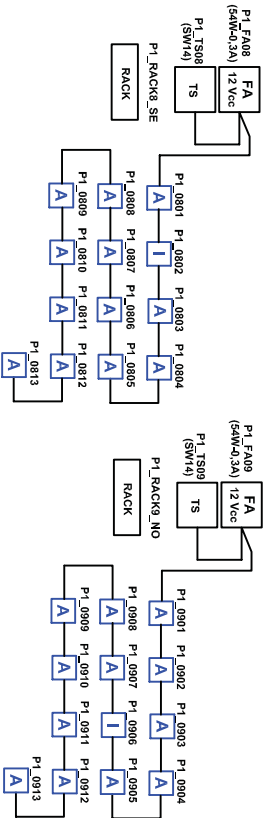 P1_FA08
(54W-0,3A)
FA
12 Vcc
P1_TS08
(SW14)
TS
P1_RACK8_SE
RACK
P1_0801
A
P1_0802
I
P1_0803
A
P1_0804
A
P1_0808
A
P1_0807
A
P1_0806
A
P1_0805
A
P1_0809
A
P1_0810
A
P1_0811
A
P1_0812
A
P1_0813
A
P1_FA09
(54W-0,3A)
FA
12 Vcc
P1_TS09
(SW14)
TS
P1_RACK9_NO
RACK
P1_0901
A
P1_0902
A
P1_0903
A
P1_0904
A
P1_0908
A
P1_0907
A
P1_0906
I
P1_0905
A
P1_0909
A
P1_0910
A
P1_0911
A
P1_0912
A
P1_0913
A